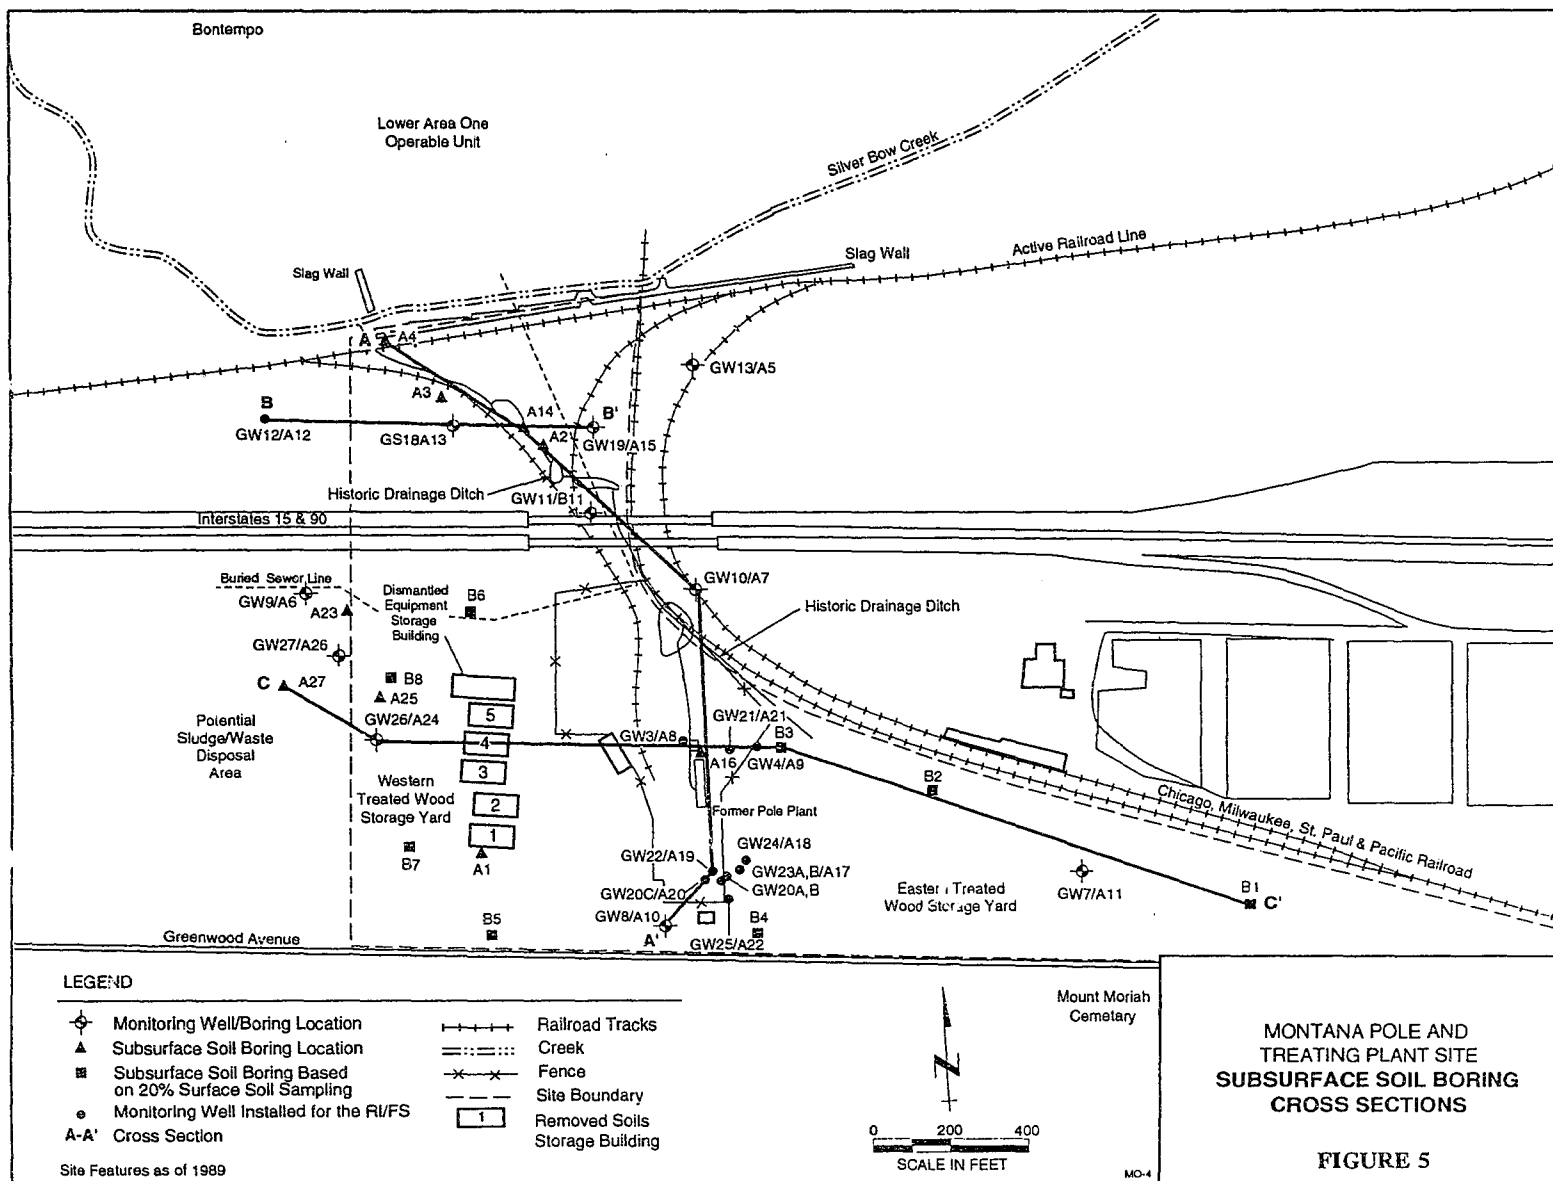 Bontempo
Lower Area One
Operable Unit
Silver Bow Creek
Active Railroad Line
Slag Wall
Slag Wall
A
A4
GW13/A5
A3
B
A14
B'
GW12/A12
GS18A13
A2
GW19/A15
Historic Drainage Ditch
GW11/B11
Interstates 15 & 90
Buried Sewor Line
GW9/A6
A23
Dismantled
Equipment
Storage
Building
B6
GW10/A7
Historic Drainage Ditch
GW27/A26
C
A27
B8
A25
GW26/A24
Potential
Sludge/Waste
Disposal
Area
5
4
3
2
1
GW3/A8
GW21/A21
B3
A16
GW4/A9
B2
Western
Treated Wood
Storage Yard
Former Pole Plant
Chicago, Milwaukee, St. Paul & Pacific Railroad
B7
A1
GW24/A18
GW22/A19
GW23A,B/A17
GW20C/A20
GW20A,B
Eastern Treated
Wood Storage Yard
GW7/A11
B1
C'
GW8/A10
A'
B5
B4
GW25/A22
Greenwood Avenue
LEGEND
Monitoring Well/Boring Location
Subsurface Soil Boring Location
Subsurface Soil Boring Based
on 20% Surface Soil Sampling
Monitoring Well Installed for the RI/FS
A-A' Cross Section
Railroad Tracks
Creek
Fence
Site Boundary
1
Removed Soils
Storage Building
Site Features as of 1989
N
0 200 400
SCALE IN FEET
Mount Moriah
Cemetary
MO-4
MONTANA POLE AND
TREATING PLANT SITE
SUBSURFACE SOIL BORING
CROSS SECTIONS
FIGURE 5